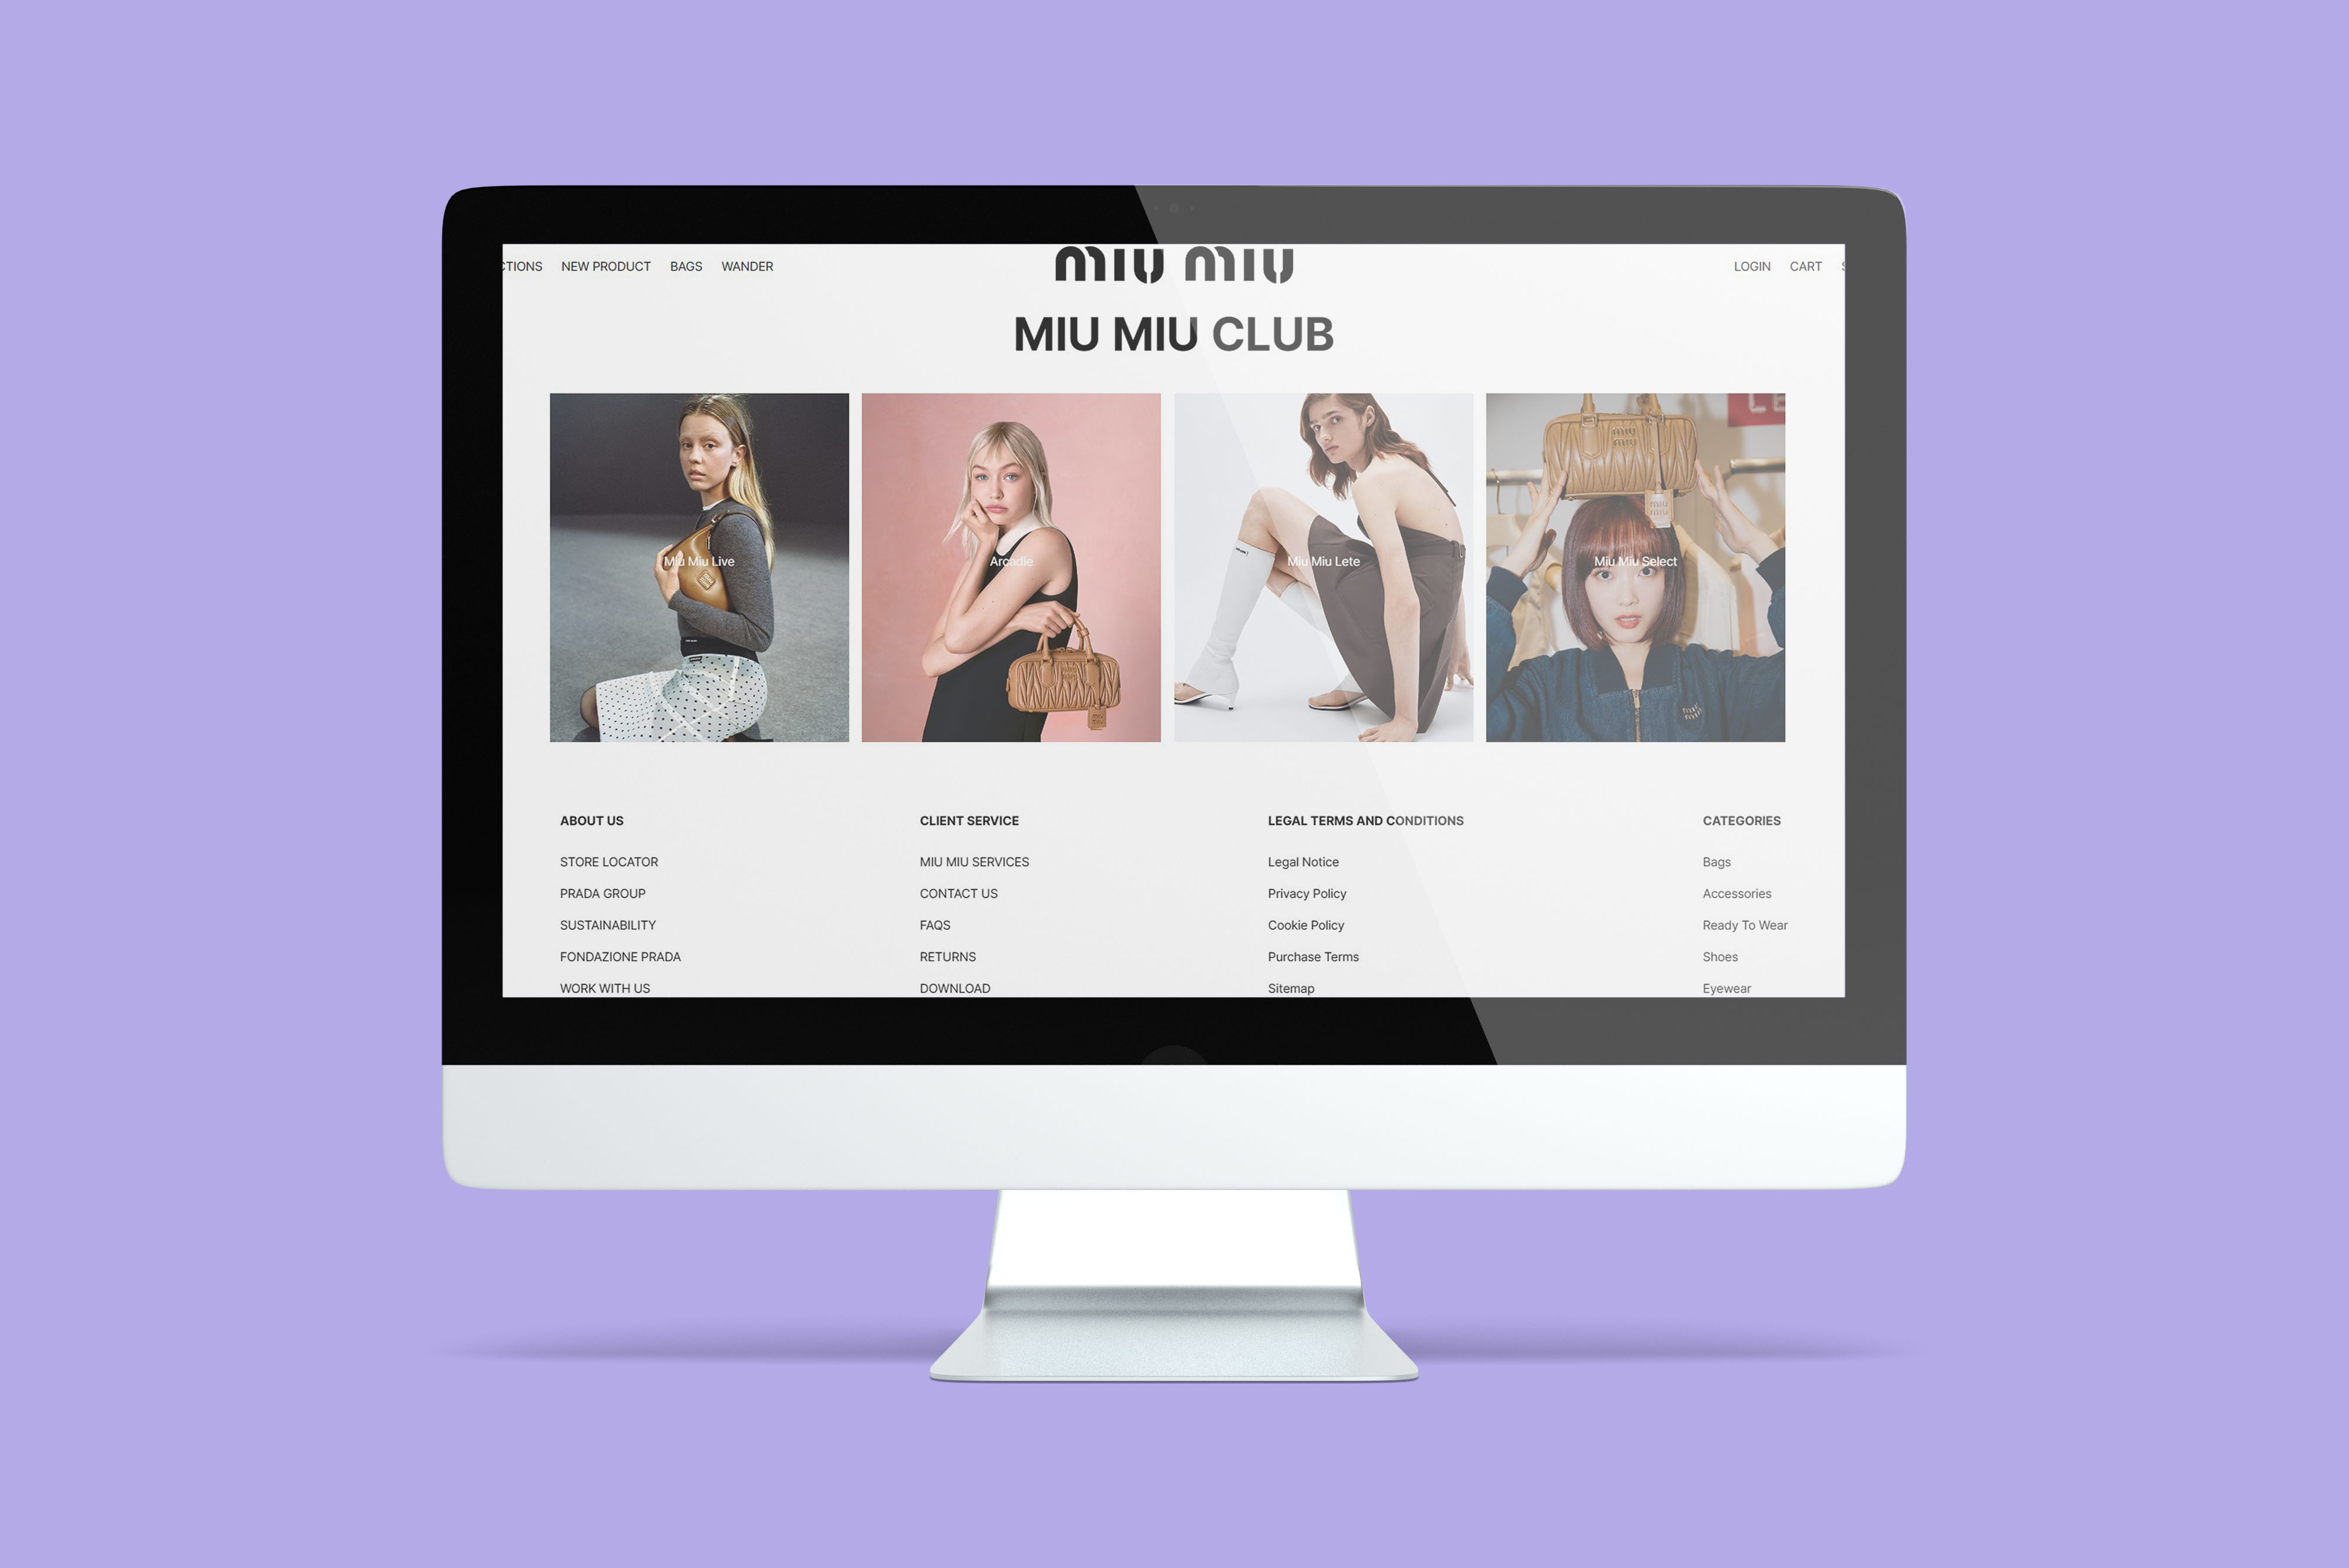 NEW PRODUCT BAGS WANDER
miu miu
LOGIN CART
MIU MIU CLUB
Miu Miu Live
Arcadie
Miu Miu Lete
miu miu
Miu Miu Select
ABOUT US
STORE LOCATOR
PRADA GROUP
SUSTAINABILITY
FONDAZIONE PRADA
WORK WITH US
CLIENT SERVICE
MIU MIU SERVICES
CONTACT US
FAQS
RETURNS
DOWNLOAD
LEGAL TERMS AND CONDITIONS
Legal Notice
Privacy Policy
Cookie Policy
Purchase Terms
Sitemap
CATEGORIES
Bags
Accessories
Ready To Wear
Shoes
Eyewear